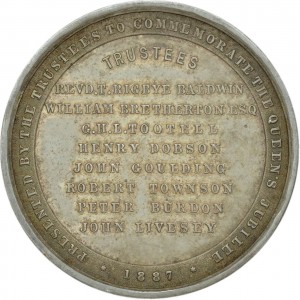 PRESENTED BY THE TRUSTEES TO COMMEMORATE THE QUEEN'S JUBILEE
TRUSTEES
REVD. T. RIGBYE BALDWIN
WILLIAM BRETHERTON ESQ
G. H. L. TOOTELL
HENRY DOBSON
JOHN GOULDING
ROBERT TOWNSON
PETER BURDON
JOHN LIVESEY
· 1887 ·